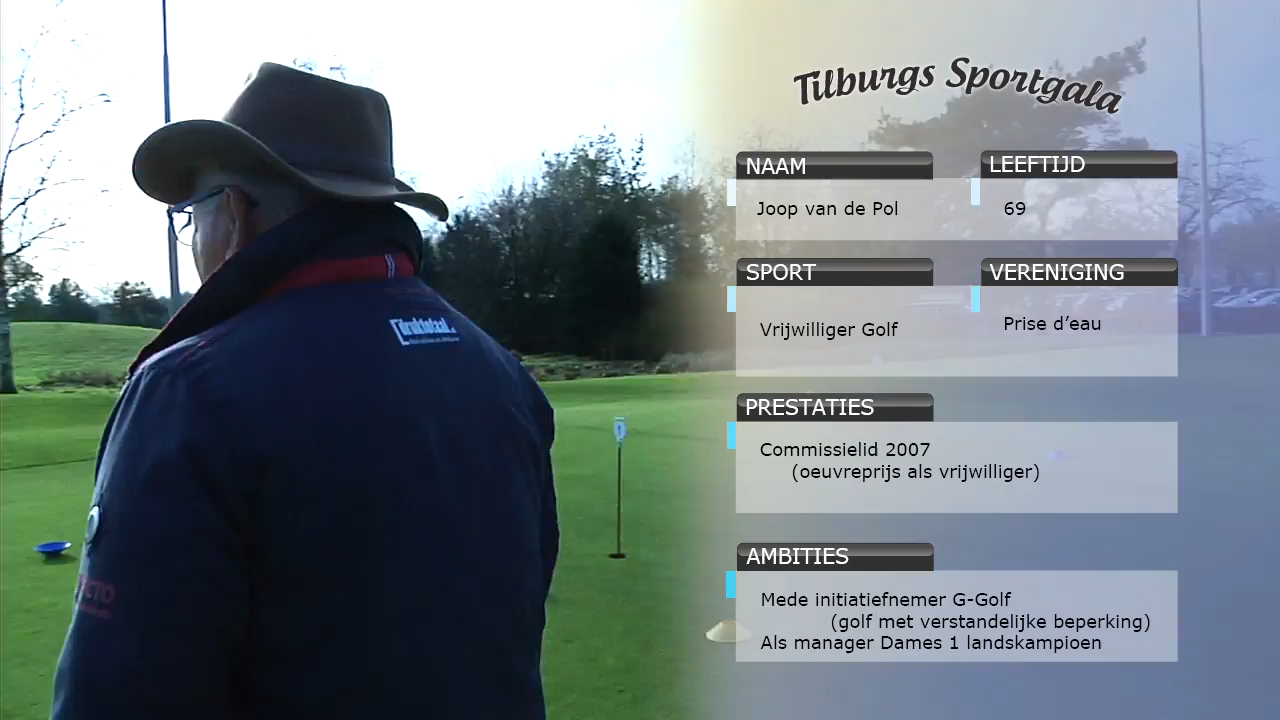 Tilburgs Sportgala
NAAM
LEEFTIJD
Joop van de Pol
69
SPORT
VERENIGING
Vrijwilliger Golf
Prise d’eau
PRESTATIES
Commissielid 2007
(oeuvreprijs als vrijwilliger)
AMBITIES
Mede initiatiefnemer G-Golf
(golf met verstandelijke beperking)
Als manager Dames 1 landskampioen
druktotaal